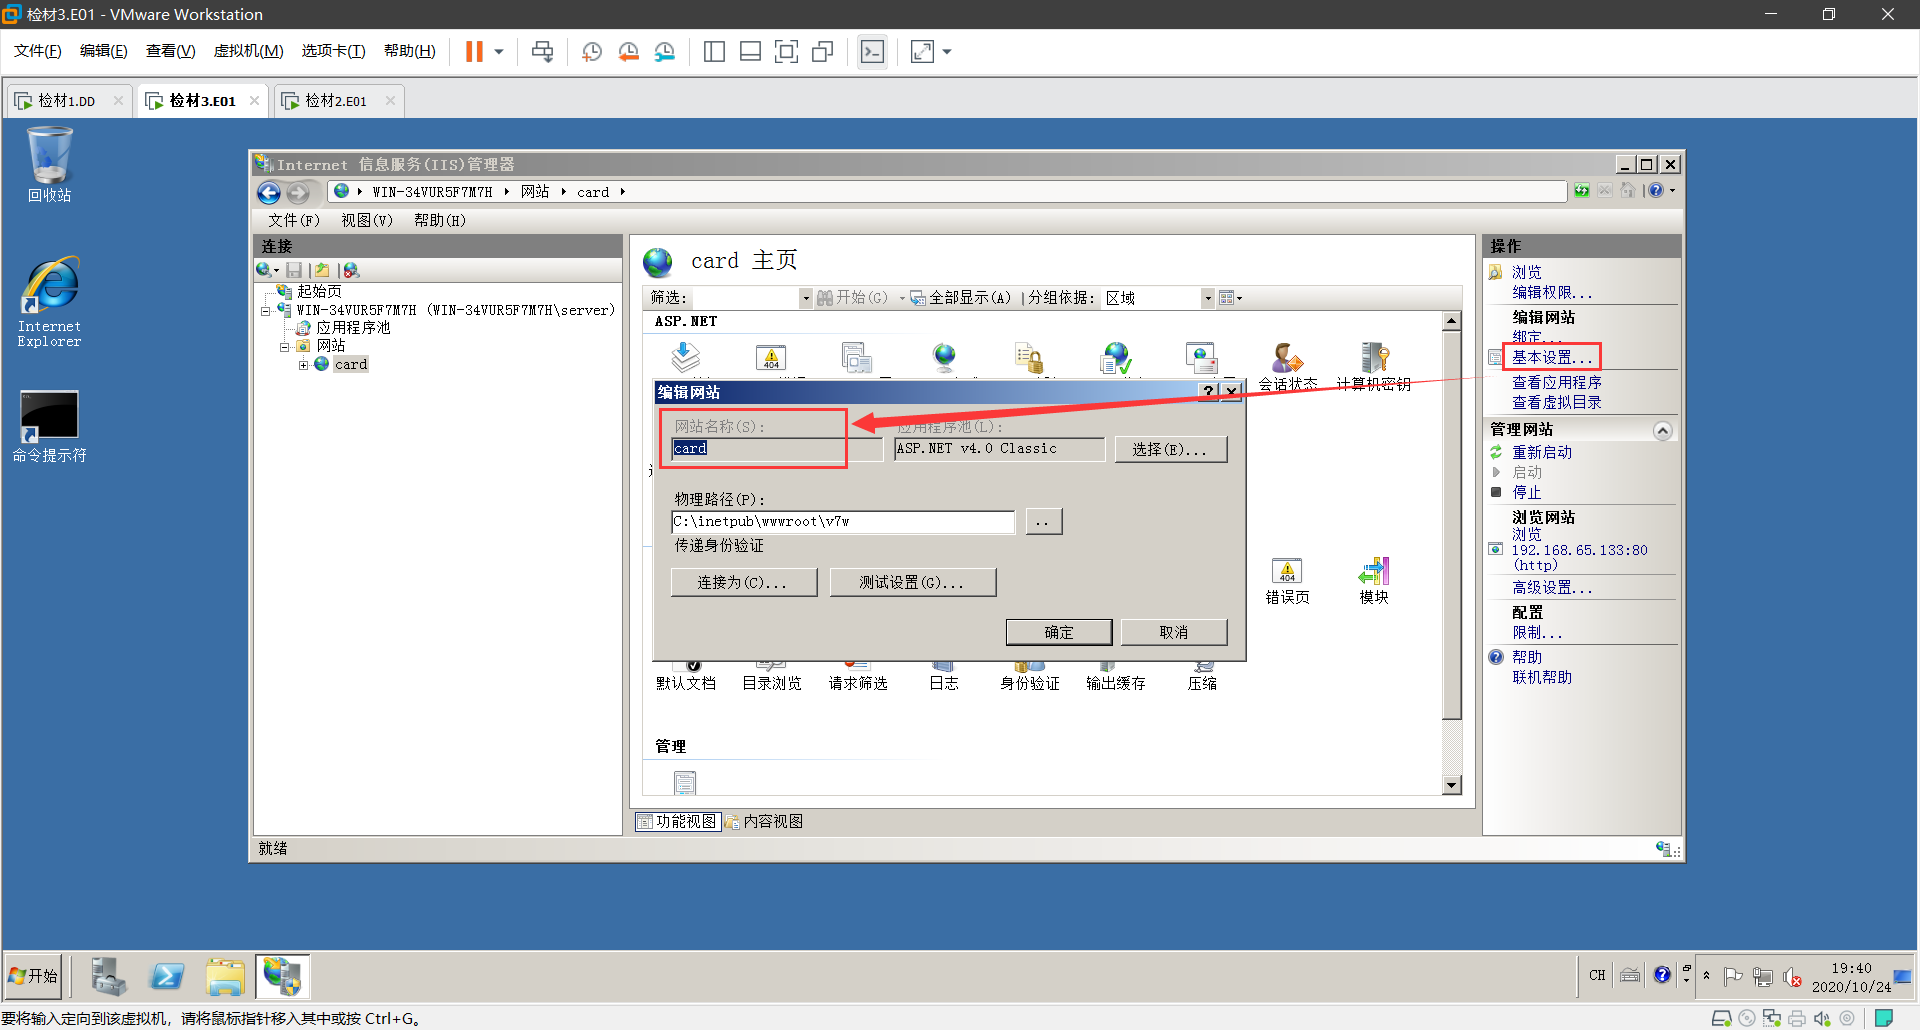 检材3.E01 - VMware Workstation
文件(F) 编辑(E) 查看(V) 虚拟机(M) 选项卡(T) 帮助(H)
检材1.DD 检材3.E01 检材2.E01
回收站
Internet Explorer
命令提示符
Internet 信息服务(IIS)管理器
WIN-34VUR5F7M7H 网站 card
文件(F) 视图(V) 帮助(H)
连接
起始页
WIN-34VUR5F7M7H (WIN-34VUR5F7M7H\server)
应用程序池
网站
card
card 主页
筛选: 开始(G) 全部显示(A) 分组依据: 区域
ASP.NET
会话状态 计算机密钥
编辑网站
网站名称(S): 应用程序池(L):
card ASP.NET v4.0 Classic 选择(E)...
物理路径(P):
C:\inetpub\wwwroot\v7w ..
传递身份验证
连接为(C)... 测试设置(G)...
确定 取消
错误页 模块
默认文档 目录浏览 请求筛选 日志 身份验证 输出缓存 压缩
管理
功能视图 内容视图
就绪
操作
浏览
编辑权限...
编辑网站
绑定...
基本设置...
查看应用程序
查看虚拟目录
管理网站
重新启动
启动
停止
浏览网站
浏览
192.168.65.133:80
(http)
高级设置...
配置
限制...
帮助
联机帮助
开始
CH
19:40
2020/10/24
要将输入定向到该虚拟机，请将鼠标指针移入其中或按 Ctrl+G。